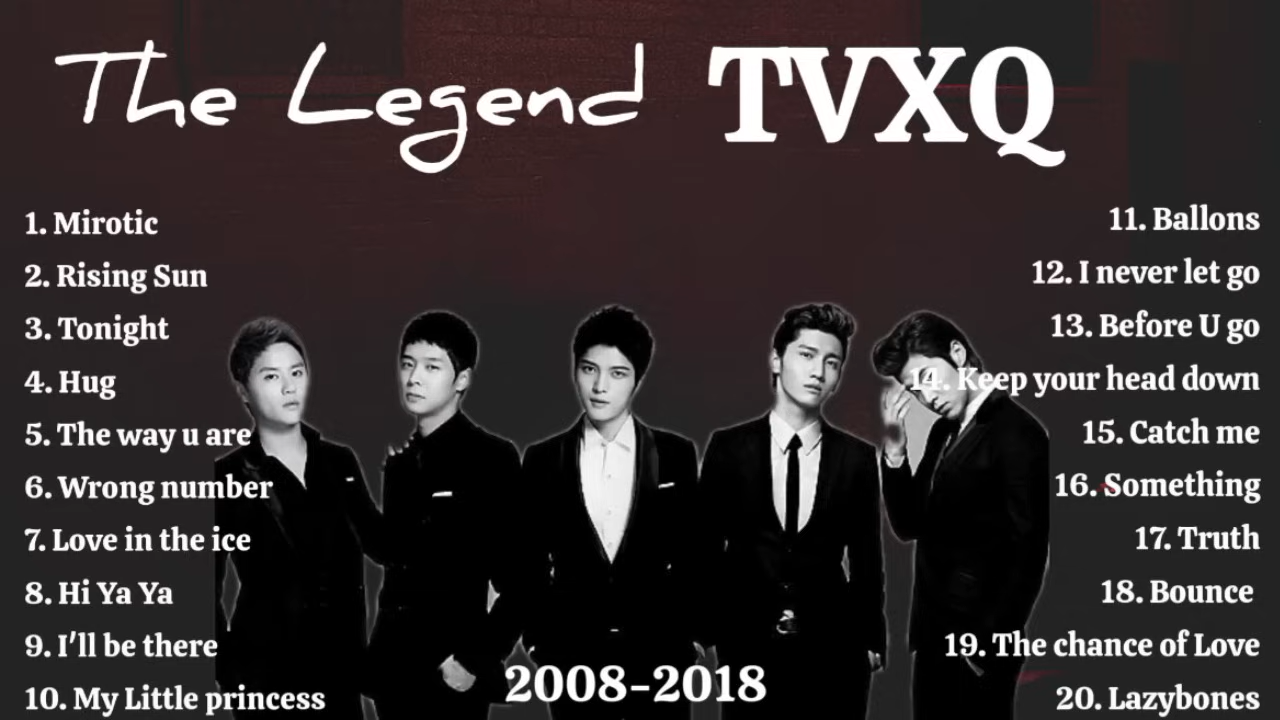 The Legend TVXQ
1. Mirotic
2. Rising Sun
3. Tonight
4. Hug
5. The way u are
6. Wrong number
7. Love in the ice
8. Hi Ya Ya
9. I'll be there
10. My Little princess
11. Ballons
12. I never let go
13. Before U go
14. Keep your head down
15. Catch me
16. Something
17. Truth
18. Bounce
19. The chance of Love
20. Lazybones
2008-2018